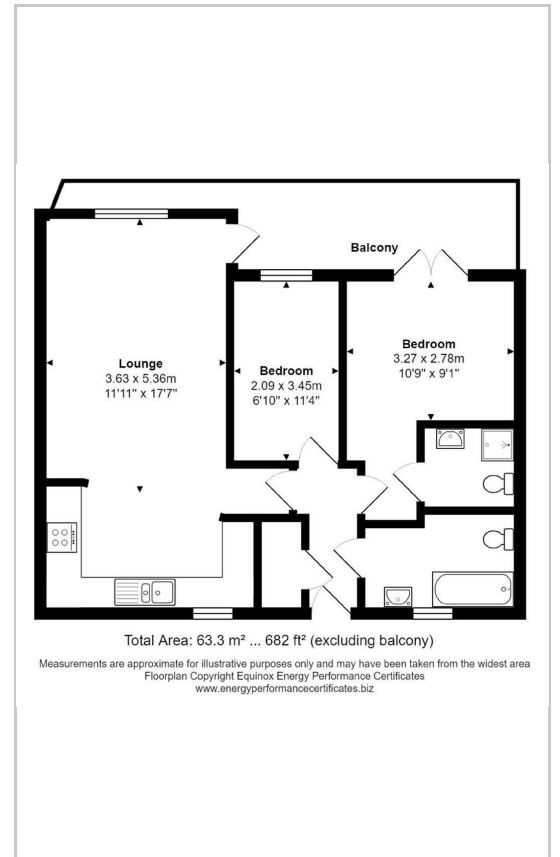 Balcony
Lounge
3.63 x 5.36m
11'11" x 17'7"
Bedroom
2.09 x 3.45m
6'10" x 11'4"
Bedroom
3.27 x 2.78m
10'9" x 9'1"
Total Area: 63.3 m² ... 682 ft² (excluding balcony)
Measurements are approximate for illustrative purposes only and may have been taken from the widest area
Floorplan Copyright Equinox Energy Performance Certificates
www.energyperformancecertificates.biz